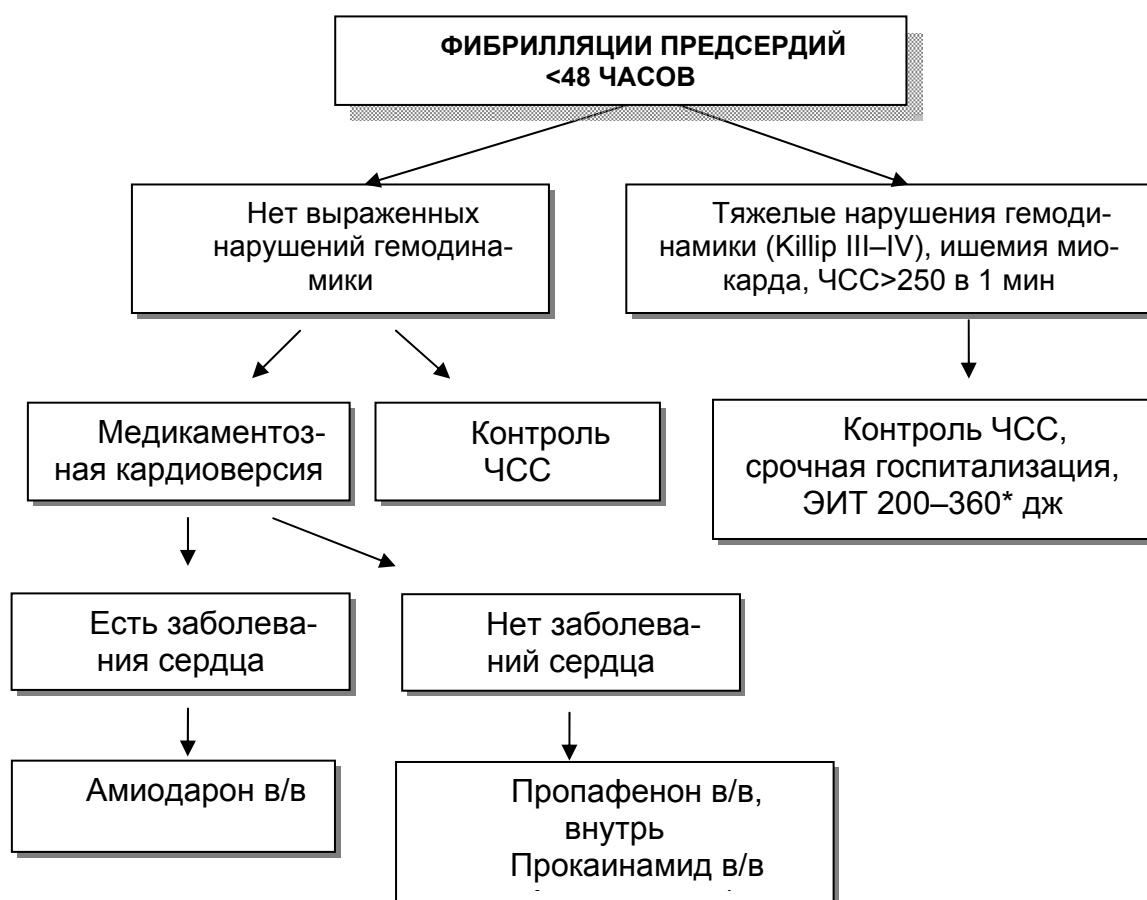 ФИБРИЛЛЯЦИИ ПРЕДСЕРДИЙ
<48 ЧАСОВ
Нет выраженных
нарушений гемодина-
мики
Тяжелые нарушения гемоди-
намики (Killip III–IV), ишемия мио-
карда, ЧСС>250 в 1 мин
Медикаментоз-
ная кардиоверсия
Контроль
ЧСС
Контроль ЧСС,
срочная госпитализация,
ЭИТ 200–360* дж
Есть заболева-
ния сердца
Нет заболева-
ний сердца
Амиодарон в/в
Пропафенон в/в,
внутрь
Прокаинамид в/в